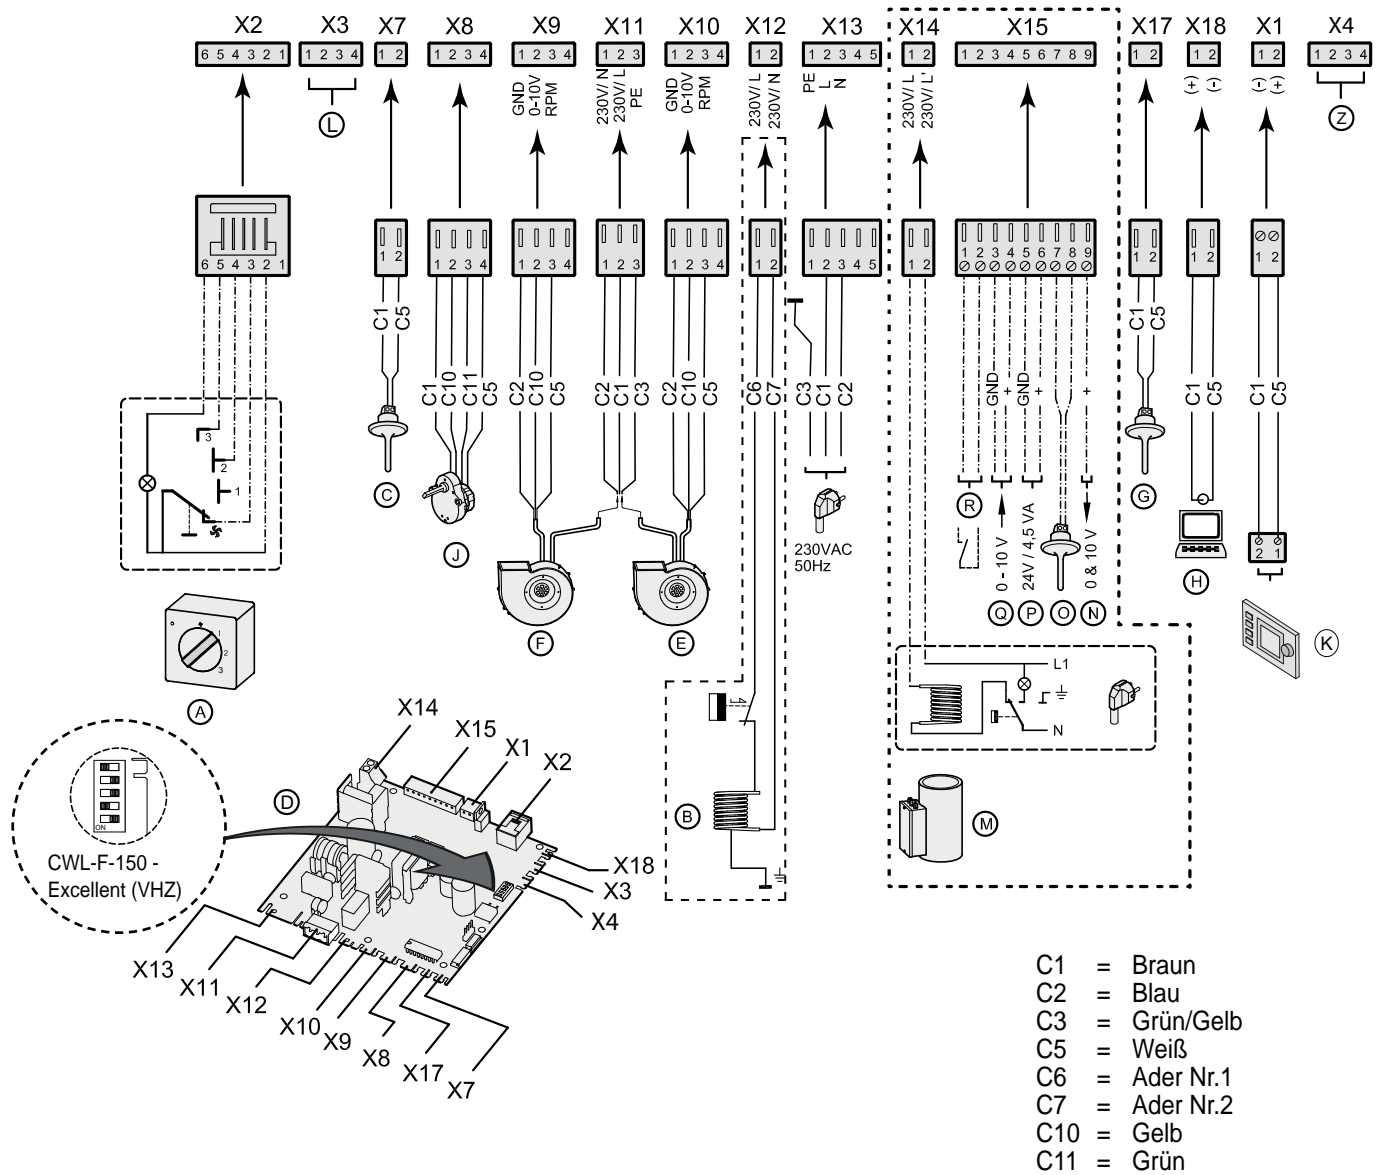 X2 X3 X7 X8 X9 X11 X10 X12 X13 X14 X15 X17 X18 X1 X4
6 5 4 3 2 1
1 2 3 4
1 2
1 2 3 4
1 2 3 4
1 2 3
1 2 3 4
1 2
1 2 3 4 5
1 2
1 2 3 4 5 6 7 8 9
1 2
1 2
1 2
1 2 3 4
L
GND
0-10V
RPM
230V/ N
230V/ L
PE
GND
0-10V
RPM
230V/ L
230V/ N
PE
L
N
230V/ L
230V/ L'
(+)
(-)
(-)
(+)
Z
6 5 4 3 2 1
1 2
1 2 3 4
1 2 3 4
1 2 3
1 2 3 4
1 2
1 2 3 4 5
1 2
1 2 3 4 5 6 7 8 9
1 2
1 2
1 2
C1 C5
C1 C10 C11 C5
C2 C10 C5
C2 C1 C3
C2 C10 C5
C6 C7
C3 C1 C2
GND + GND + +
C1 C5
C1 C5
C1 C5
3
2
1
C
J
F
E
230VAC
50Hz
R
0 - 10 V
24V / 4,5 VA
0 & 10 V
Q P O N
G
H
2 1
K
1
2
3
A
L1
N
B
M
D
ON
CWL-F-150 -
Excellent (VHZ)
X14
X15
X1
X2
X18
X3
X4
X13
X11
X12
X10
X9
X8
X17
X7
C1 = Braun
C2 = Blau
C3 = Grün/Gelb
C5 = Weiß
C6 = Ader Nr.1
C7 = Ader Nr.2
C10 = Gelb
C11 = Grün